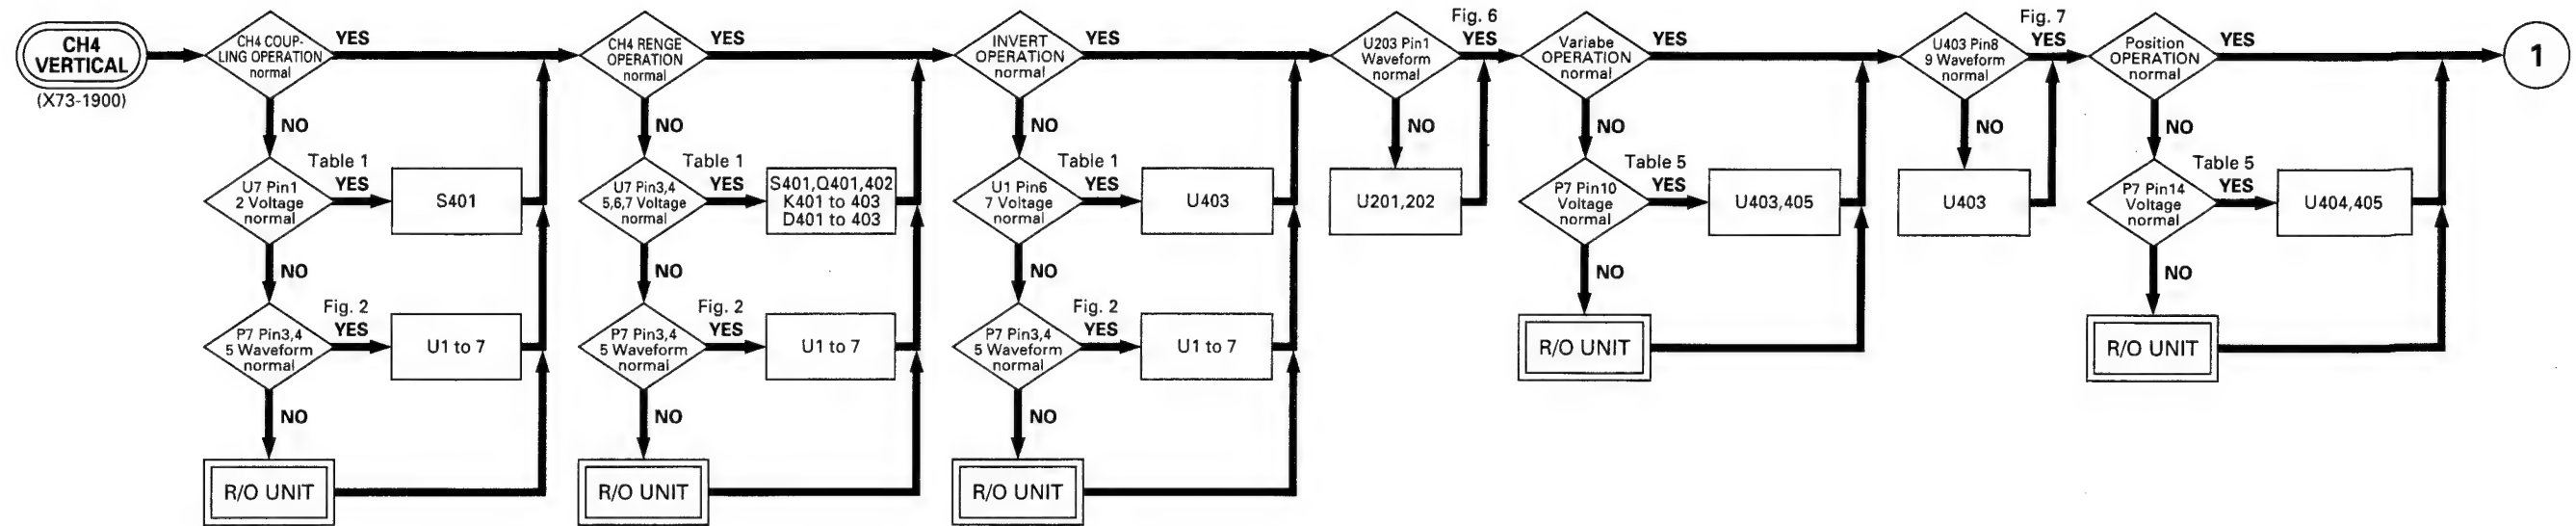 CH4
VERTICAL
(X73-1900)
CH4 COUP-
LING OPERATION
normal
YES
NO
U7 Pin1
2 Voltage
normal
Table 1
YES
S401
NO
P7 Pin3,4
5 Waveform
normal
Fig. 2
YES
U1 to 7
NO
R/O UNIT
CH4 RENGE
OPERATION
normal
YES
NO
U7 Pin3,4
5,6,7 Voltage
normal
Table 1
YES
S401,Q401,402
K401 to 403
D401 to 403
NO
P7 Pin3,4
5 Waveform
normal
Fig. 2
YES
U1 to 7
NO
R/O UNIT
INVERT
OPERATION
normal
YES
NO
U1 Pin6
7 Voltage
normal
Table 1
YES
U403
NO
P7 Pin3,4
5 Waveform
normal
Fig. 2
YES
U1 to 7
NO
R/O UNIT
U203 Pin1
Waveform
normal
Fig. 6
YES
NO
U201,202
Variabe
OPERATION
normal
YES
NO
P7 Pin10
Voltage
normal
Table 5
YES
U403,405
NO
R/O UNIT
U403 Pin8
9 Waveform
normal
Fig. 7
YES
NO
U403
Position
OPERATION
normal
YES
NO
P7 Pin14
Voltage
normal
Table 5
YES
U404,405
NO
R/O UNIT
1